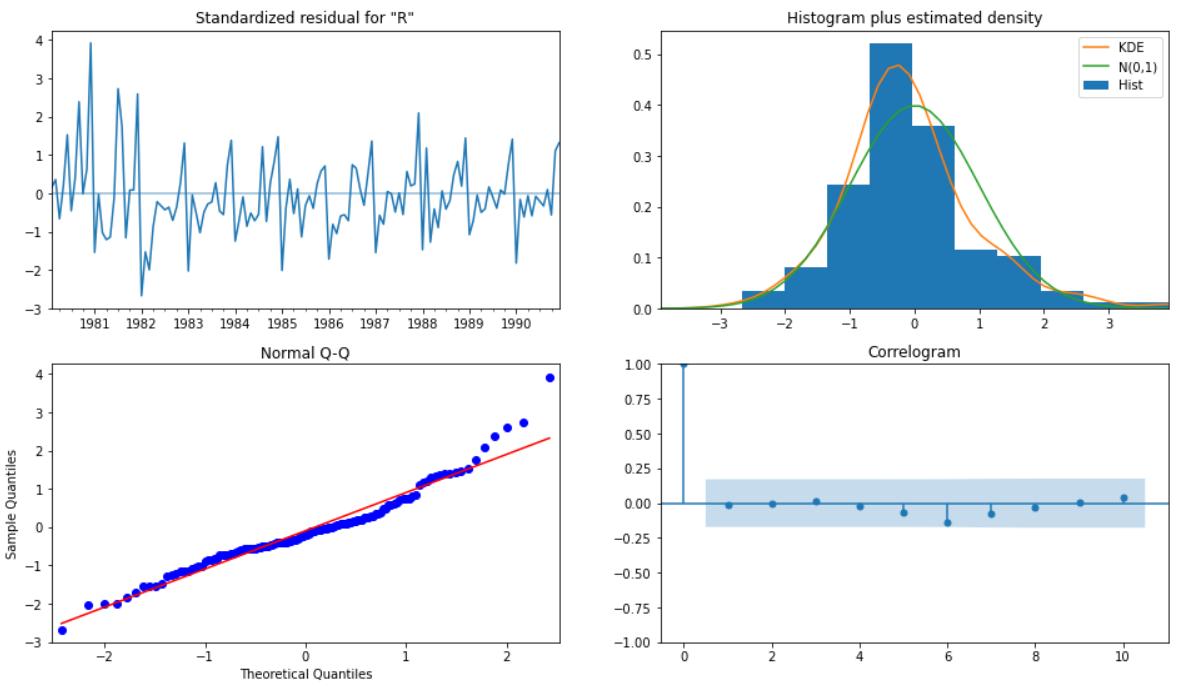 Standardized residual for "R"
4
3
2
1
0
−1
−2
−3
1981 1982 1983 1984 1985 1986 1987 1988 1989 1990
Histogram plus estimated density
0.5
0.4
0.3
0.2
0.1
0.0
−3 −2 −1 0 1 2 3
KDE
N(0,1)
Hist
Normal Q-Q
Sample Quantiles
4
3
2
1
0
−1
−2
−3
−2 −1 0 1 2
Theoretical Quantiles
Correlogram
1.00
0.75
0.50
0.25
0.00
−0.25
−0.50
−0.75
−1.00
0 2 4 6 8 10